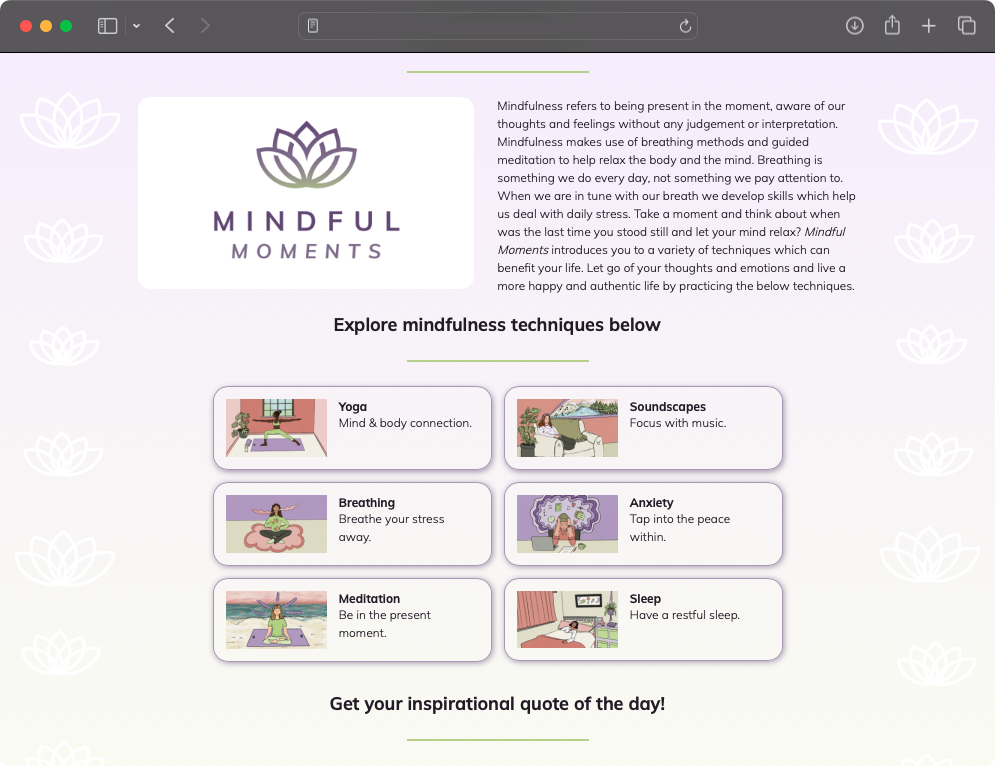 MINDFUL
MOMENTS
Mindfulness refers to being present in the moment, aware of our
thoughts and feelings without any judgement or interpretation.
Mindfulness makes use of breathing methods and guided
meditation to help relax the body and the mind. Breathing is
something we do every day, not something we pay attention to.
When we are in tune with our breath we develop skills which help
us deal with daily stress. Take a moment and think about when
was the last time you stood still and let your mind relax? Mindful
Moments introduces you to a variety of techniques which can
benefit your life. Let go of your thoughts and emotions and live a
more happy and authentic life by practicing the below techniques.
Explore mindfulness techniques below
Yoga
Mind & body connection.
Soundscapes
Focus with music.
Breathing
Breathe your stress
away.
Anxiety
Tap into the peace
within.
Meditation
Be in the present
moment.
Sleep
Have a restful sleep.
Get your inspirational quote of the day!